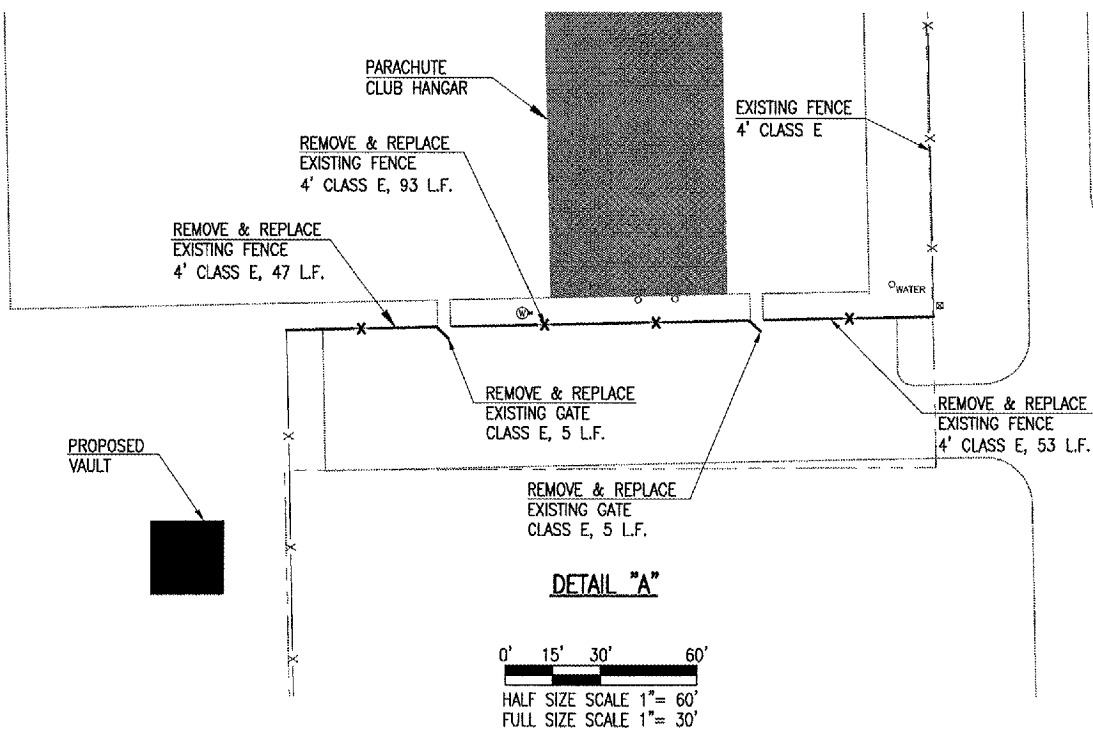 PARACHUTE
CLUB HANGAR
EXISTING FENCE
4' CLASS E
REMOVE & REPLACE
EXISTING FENCE
4' CLASS E, 93 L.F.
REMOVE & REPLACE
EXISTING FENCE
4' CLASS E, 47 L.F.
WATER
W
REMOVE & REPLACE
EXISTING GATE
CLASS E, 5 L.F.
REMOVE & REPLACE
EXISTING FENCE
4' CLASS E, 53 L.F.
PROPOSED
VAULT
REMOVE & REPLACE
EXISTING GATE
CLASS E, 5 L.F.
DETAIL "A"
0' 15' 30' 60'
HALF SIZE SCALE 1"= 60'
FULL SIZE SCALE 1"= 30'